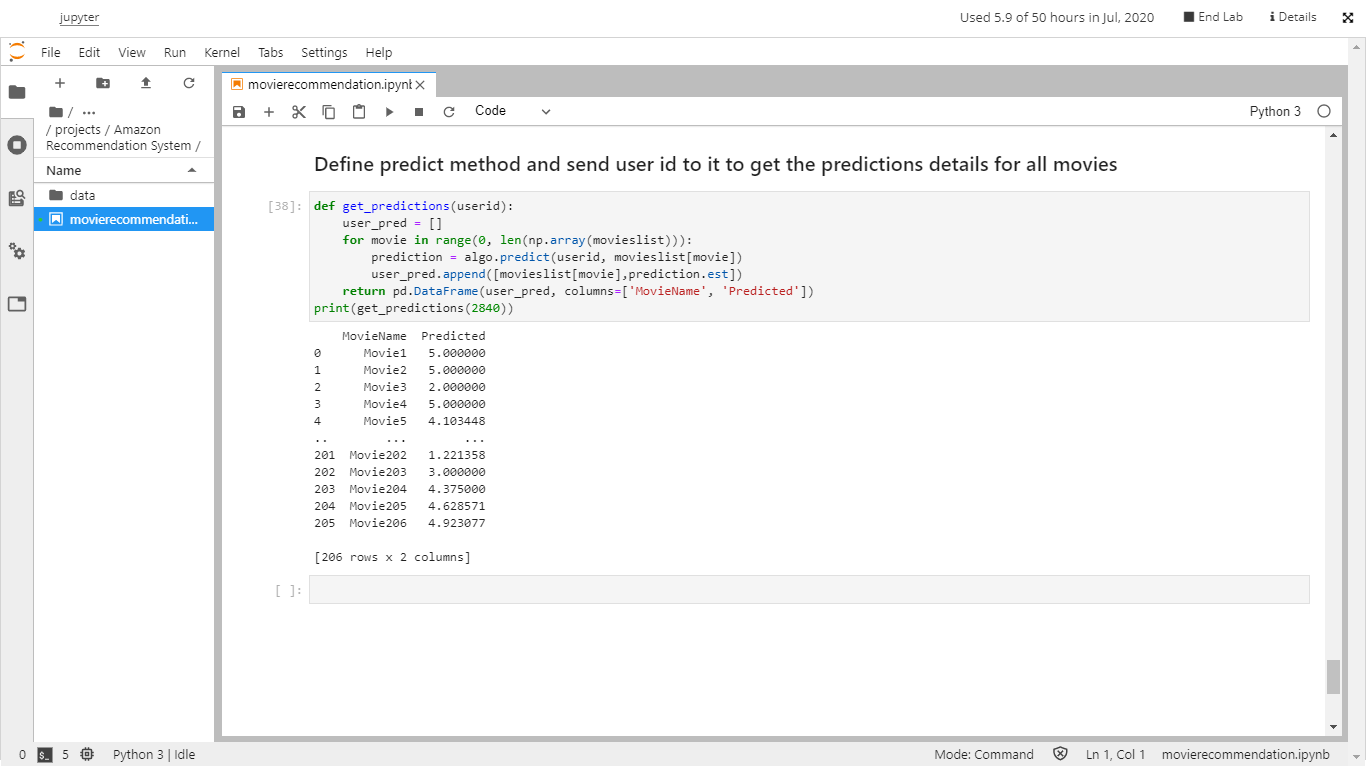 jupyter
Used 5.9 of 50 hours in Jul, 2020
End Lab
Details
File Edit View Run Kernel Tabs Settings Help
/ ...
/ projects / Amazon
Recommendation System /
Name
data
movierecommendati...
movierecommendation.ipynb
Code
Python 3
Define predict method and send user id to it to get the predictions details for all movies
[38]:
def get_predictions(userid):
    user_pred = []
    for movie in range(0, len(np.array(movieslist))):
        prediction = algo.predict(userid, movieslist[movie])
        user_pred.append([movieslist[movie],prediction.est])
    return pd.DataFrame(user_pred, columns=['MovieName', 'Predicted'])
print(get_predictions(2840))
    MovieName  Predicted
0      Movie1   5.000000
1      Movie2   5.000000
2      Movie3   2.000000
3      Movie4   5.000000
4      Movie5   4.103448
..        ...        ...
201  Movie202   1.221358
202  Movie203   3.000000
203  Movie204   4.375000
204  Movie205   4.628571
205  Movie206   4.923077
[206 rows x 2 columns]
[ ]:
0 $_ 5 Python 3 | Idle
Mode: Command Ln 1, Col 1 movierecommendation.ipynb